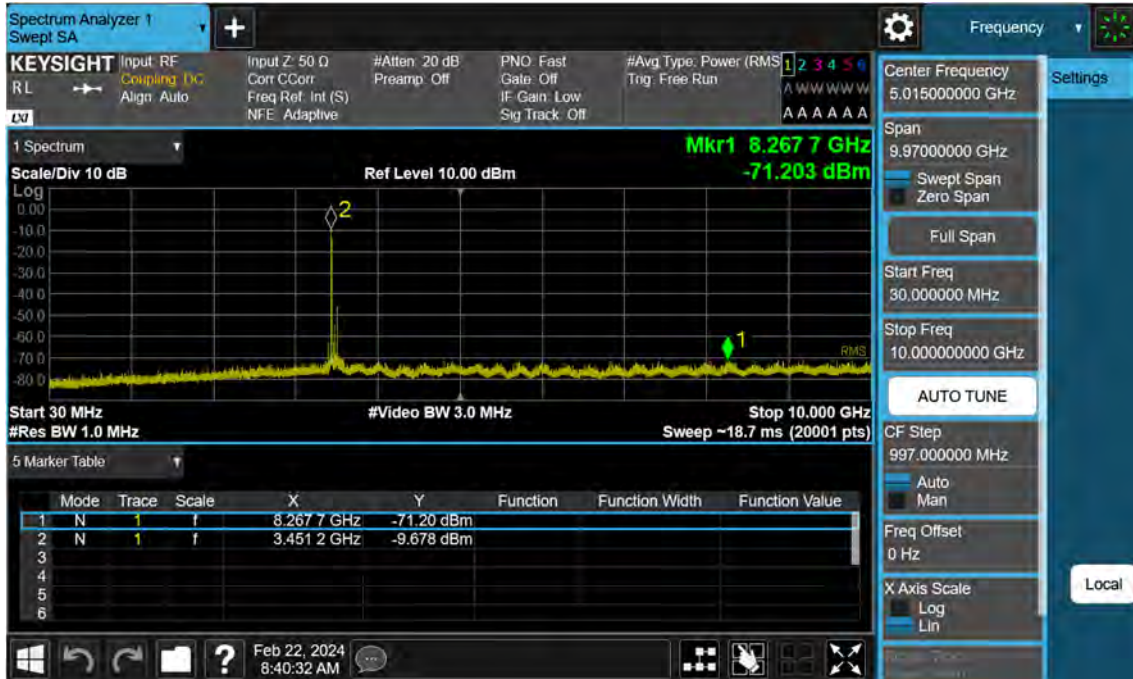 Spectrum Analyzer 1
Swept SA
Frequency
KEYSIGHT
RL
LXI
Input: RF
Coupling: DC
Align: Auto
Input Z: 50 Ω
Corr CCorr
Freq Ref: Int (S)
NFE: Adaptive
#Atten: 20 dB
Preamp: Off
PNO: Fast
Gate: Off
IF Gain: Low
Sig Track: Off
#Avg Type: Power (RMS
Trig: Free Run
1 2 3 4 5 6
A W W W W W
A A A A A A
1 Spectrum
Scale/Div 10 dB
Ref Level 10.00 dBm
Mkr1 8.267 7 GHz
-71.203 dBm
Log
0.00
-10.0
-20.0
-30.0
-40.0
-50.0
-60.0
-70.0
-80.0
2
1
RMS
Start 30 MHz
#Video BW 3.0 MHz
Stop 10.000 GHz
#Res BW 1.0 MHz
Sweep ~18.7 ms (20001 pts)
5 Marker Table
Mode Trace Scale X Y Function Function Width Function Value
1 N 1 f 8.267 7 GHz -71.20 dBm
2 N 1 f 3.451 2 GHz -9.678 dBm
3
4
5
6
Feb 22, 2024
8:40:32 AM
Center Frequency
5.015000000 GHz
Settings
Span
9.97000000 GHz
Swept Span
Zero Span
Full Span
Start Freq
30.000000 MHz
Stop Freq
10.000000000 GHz
AUTO TUNE
CF Step
997.000000 MHz
Auto
Man
Freq Offset
0 Hz
X Axis Scale
Log
Lin
Local